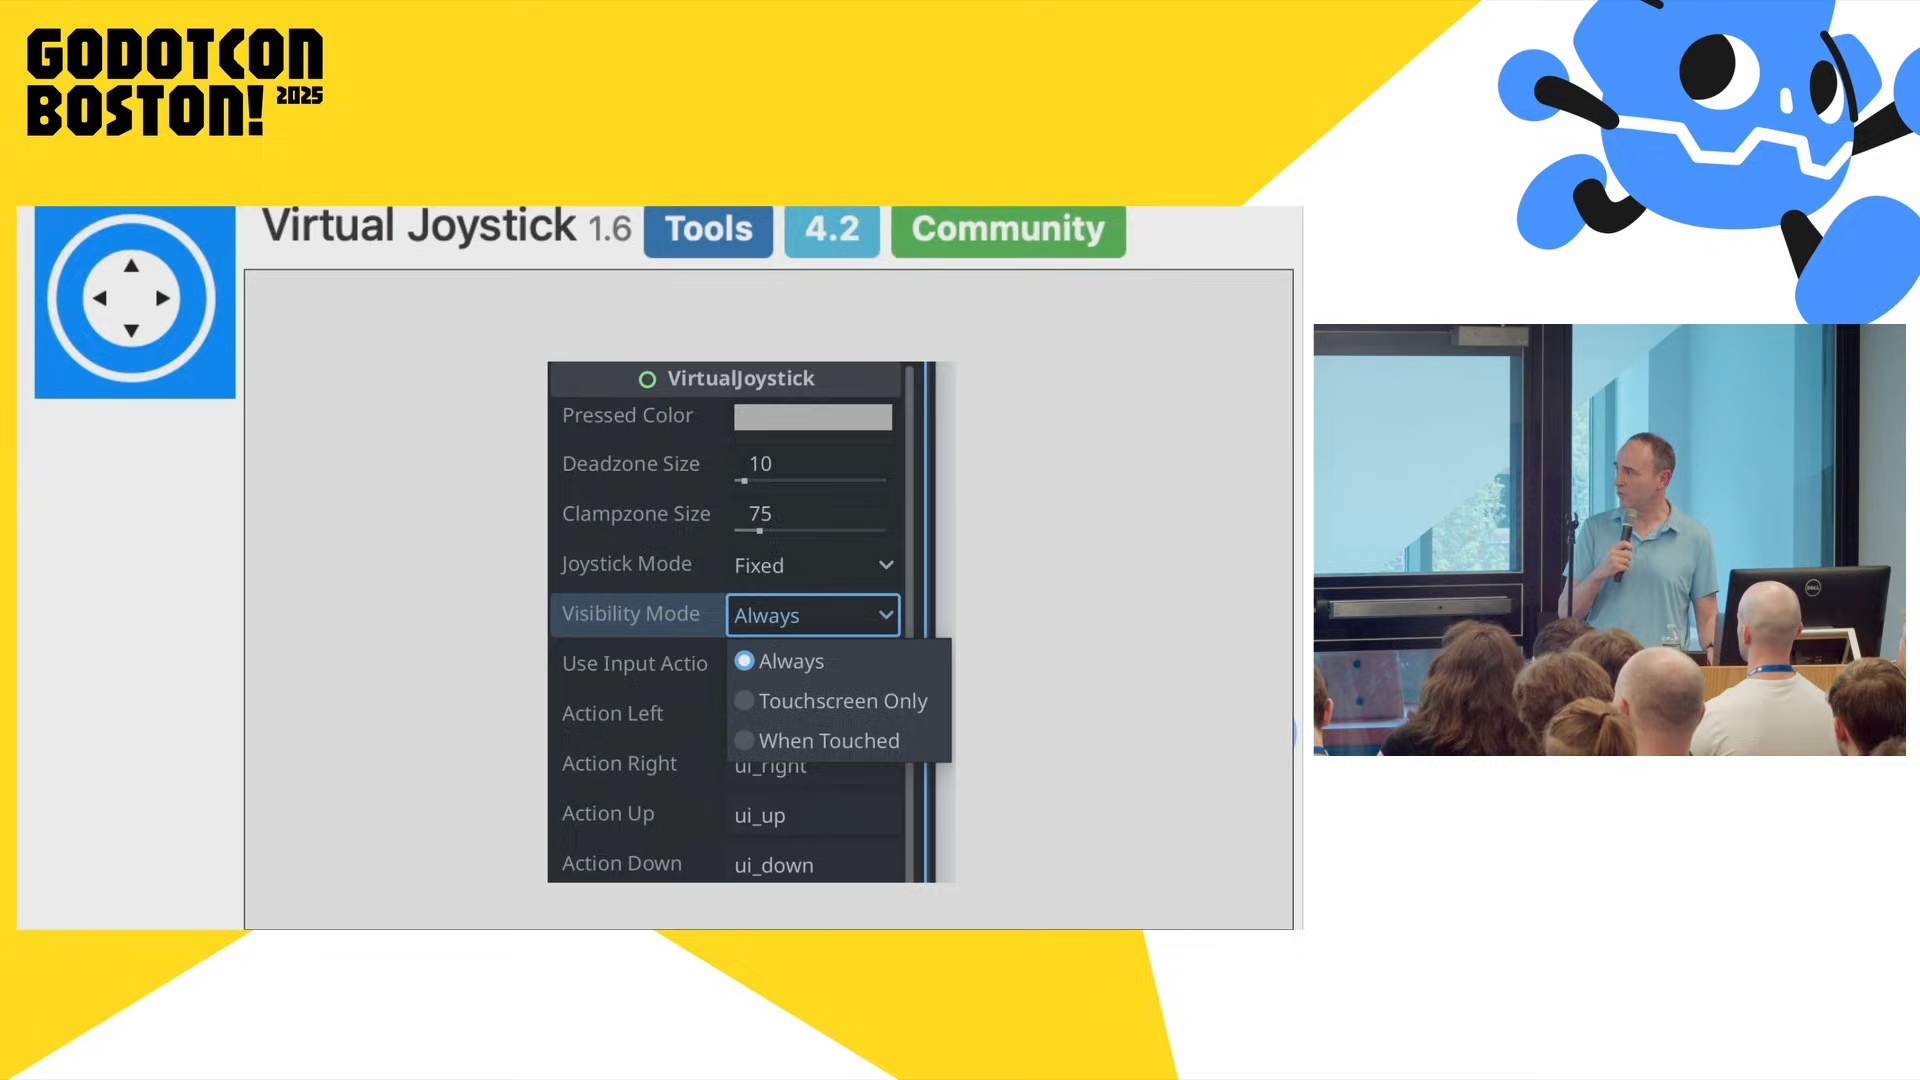 GODOTCON
BOSTON! 2025
Virtual Joystick 1.6 Tools 4.2 Community
VirtualJoystick
Pressed Color
Deadzone Size 10
Clampzone Size 75
Joystick Mode Fixed
Visibility Mode Always
Always
Use Input Actio
Touchscreen Only
Action Left
When Touched
Action Right ui_right
Action Up ui_up
Action Down ui_down
DELL